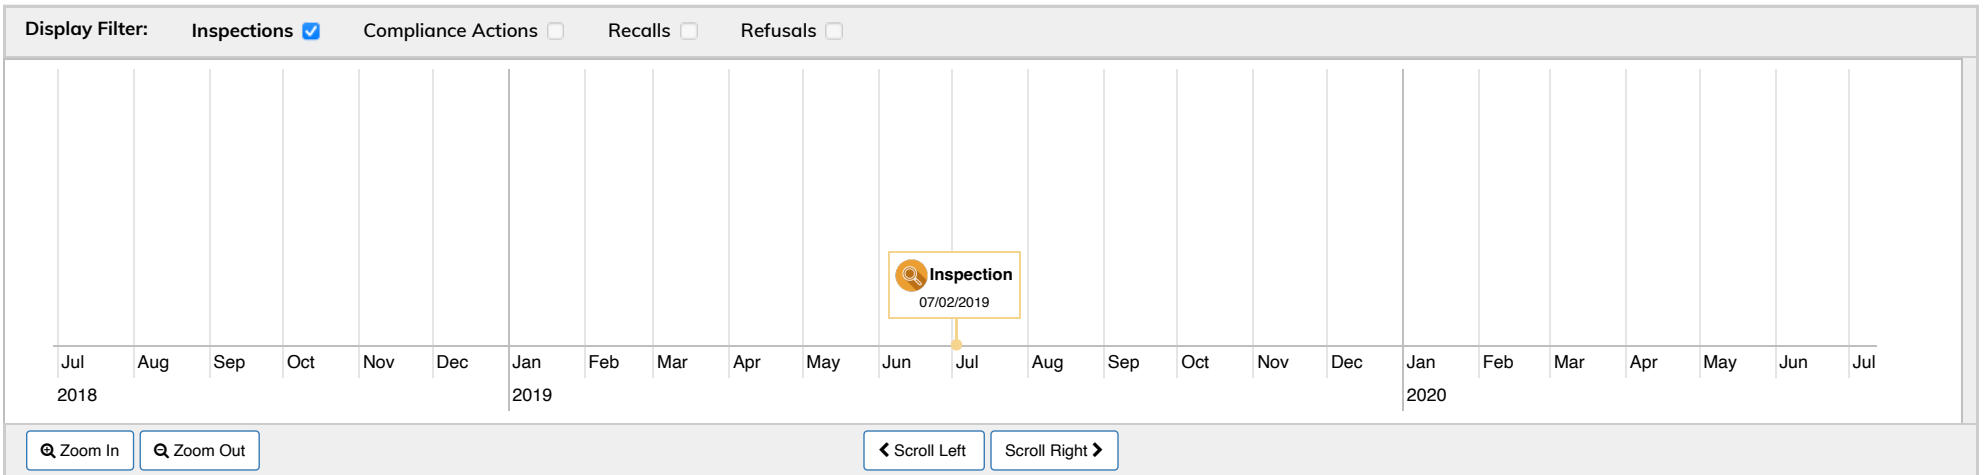 Display Filter: Inspections Compliance Actions Recalls Refusals
Inspection
07/02/2019
Jul Aug Sep Oct Nov Dec Jan Feb Mar Apr May Jun Jul Aug Sep Oct Nov Dec Jan Feb Mar Apr May Jun Jul
2018 2019 2020
Zoom In Zoom Out Scroll Left Scroll Right